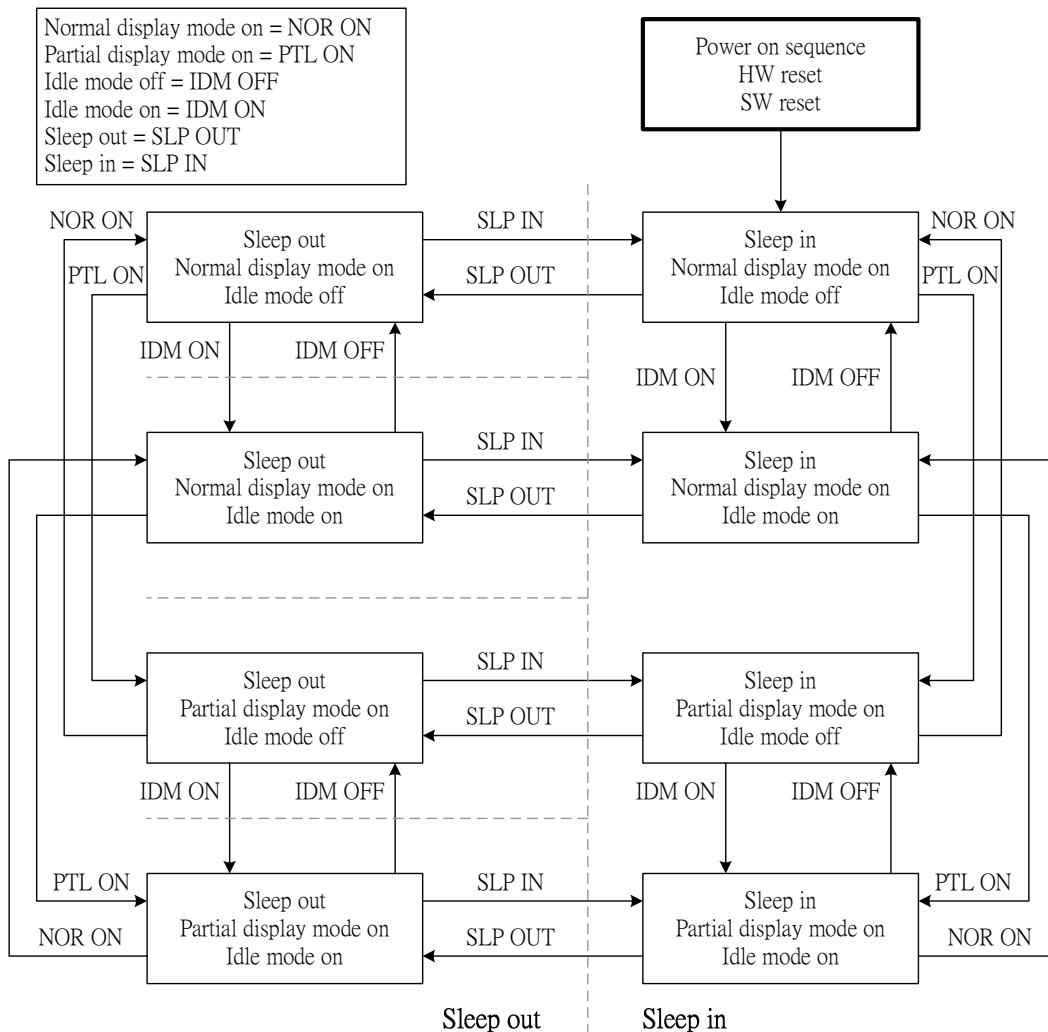 Normal display mode on = NOR ON
Partial display mode on = PTL ON
Idle mode off = IDM OFF
Idle mode on = IDM ON
Sleep out = SLP OUT
Sleep in = SLP IN
Power on sequence
HW reset
SW reset
NOR ON
PTL ON
Sleep out
Normal display mode on
Idle mode off
SLP IN
SLP OUT
Sleep in
Normal display mode on
Idle mode off
NOR ON
PTL ON
IDM ON
IDM OFF
IDM ON
IDM OFF
Sleep out
Normal display mode on
Idle mode on
SLP IN
SLP OUT
Sleep in
Normal display mode on
Idle mode on
Sleep out
Partial display mode on
Idle mode off
SLP IN
SLP OUT
Sleep in
Partial display mode on
Idle mode off
IDM ON
IDM OFF
IDM ON
IDM OFF
PTL ON
NOR ON
Sleep out
Partial display mode on
Idle mode on
SLP IN
SLP OUT
Sleep in
Partial display mode on
Idle mode on
PTL ON
NOR ON
Sleep out
Sleep in